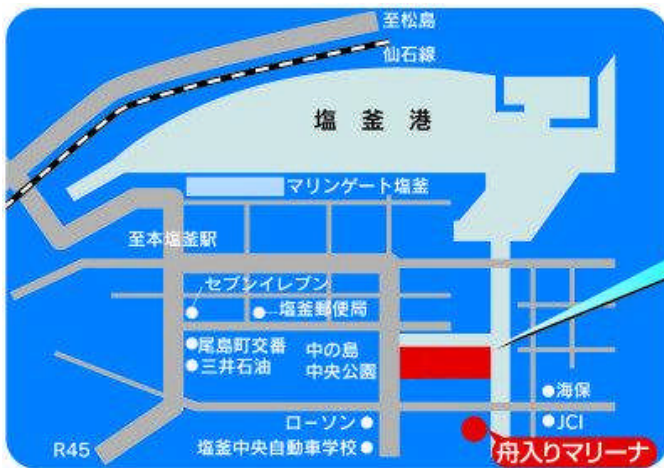 至松島
仙石線
塩釜港
マリンゲート塩釜
至本塩釜駅
セブンイレブン
塩釜郵便局
尾島町交番
三井石油
中の島
中央公園
海保
ローソン
JCI
塩釜中央自動車学校
R45
舟入りマリーナ